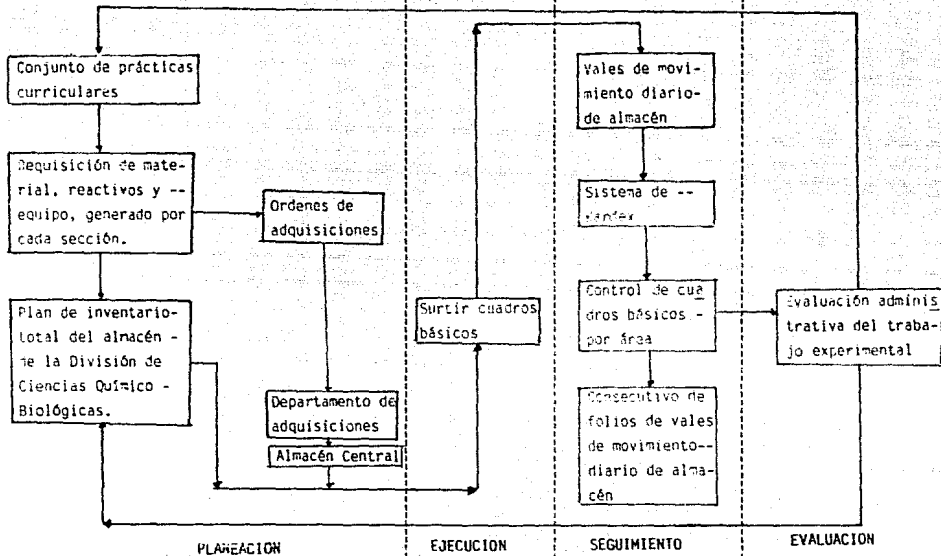 Conjunto de prácticas
curriculares
Requisición de mate-
rial, reactivos y --
equipo, generado por
cada sección.
Plan de inventario-
total del almacén -
de la División de
Ciencias Químico -
Biológicas.
Ordenes de
adquisiciones
Departamento de
adquisiciones
Almacén Central
PLANEACION
Surtir cuadros
básicos
EJECUCION
Vales de movi-
miento diario-
de almacén
Sistema de --
Kardex
Control de cua
dros básicos -
por área
Consecutivo de
folios de vales
de movimiento--
diario de alma-
cén
SEGUIMIENTO
Evaluación adminis
trativa del traba-
jo experimental
EVALUACION